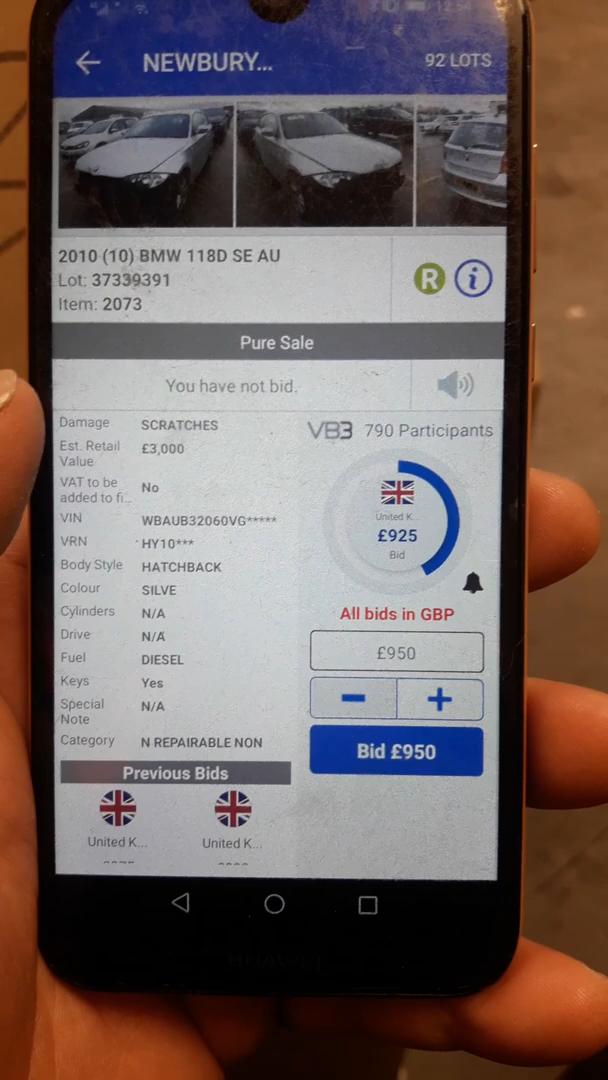 12:54
NEWBURY...
92 LOTS
2010 (10) BMW 118D SE AU
Lot: 37339391
Item: 2073
R
i
Pure Sale
You have not bid.
Damage SCRATCHES
Est. Retail Value £3,000
VAT to be added to fi... No
VIN WBAUB32060VG*****
VRN HY10***
Body Style HATCHBACK
Colour SILVE
Cylinders N/A
Drive N/A
Fuel DIESEL
Keys Yes
Special Note N/A
Category N REPAIRABLE NON
Previous Bids
United K...
United K...
VB3 790 Participants
United K...
£925
Bid
All bids in GBP
£950
Bid £950
HUAWEI